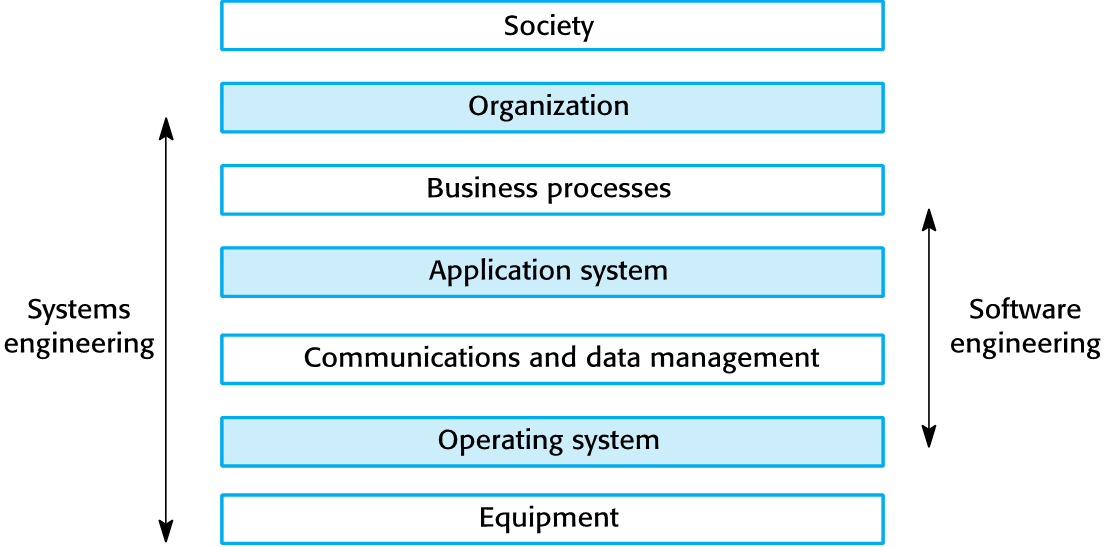 Society
Organization
Business processes
Application system
Systems
engineering
Software
engineering
Communications and data management
Operating system
Equipment